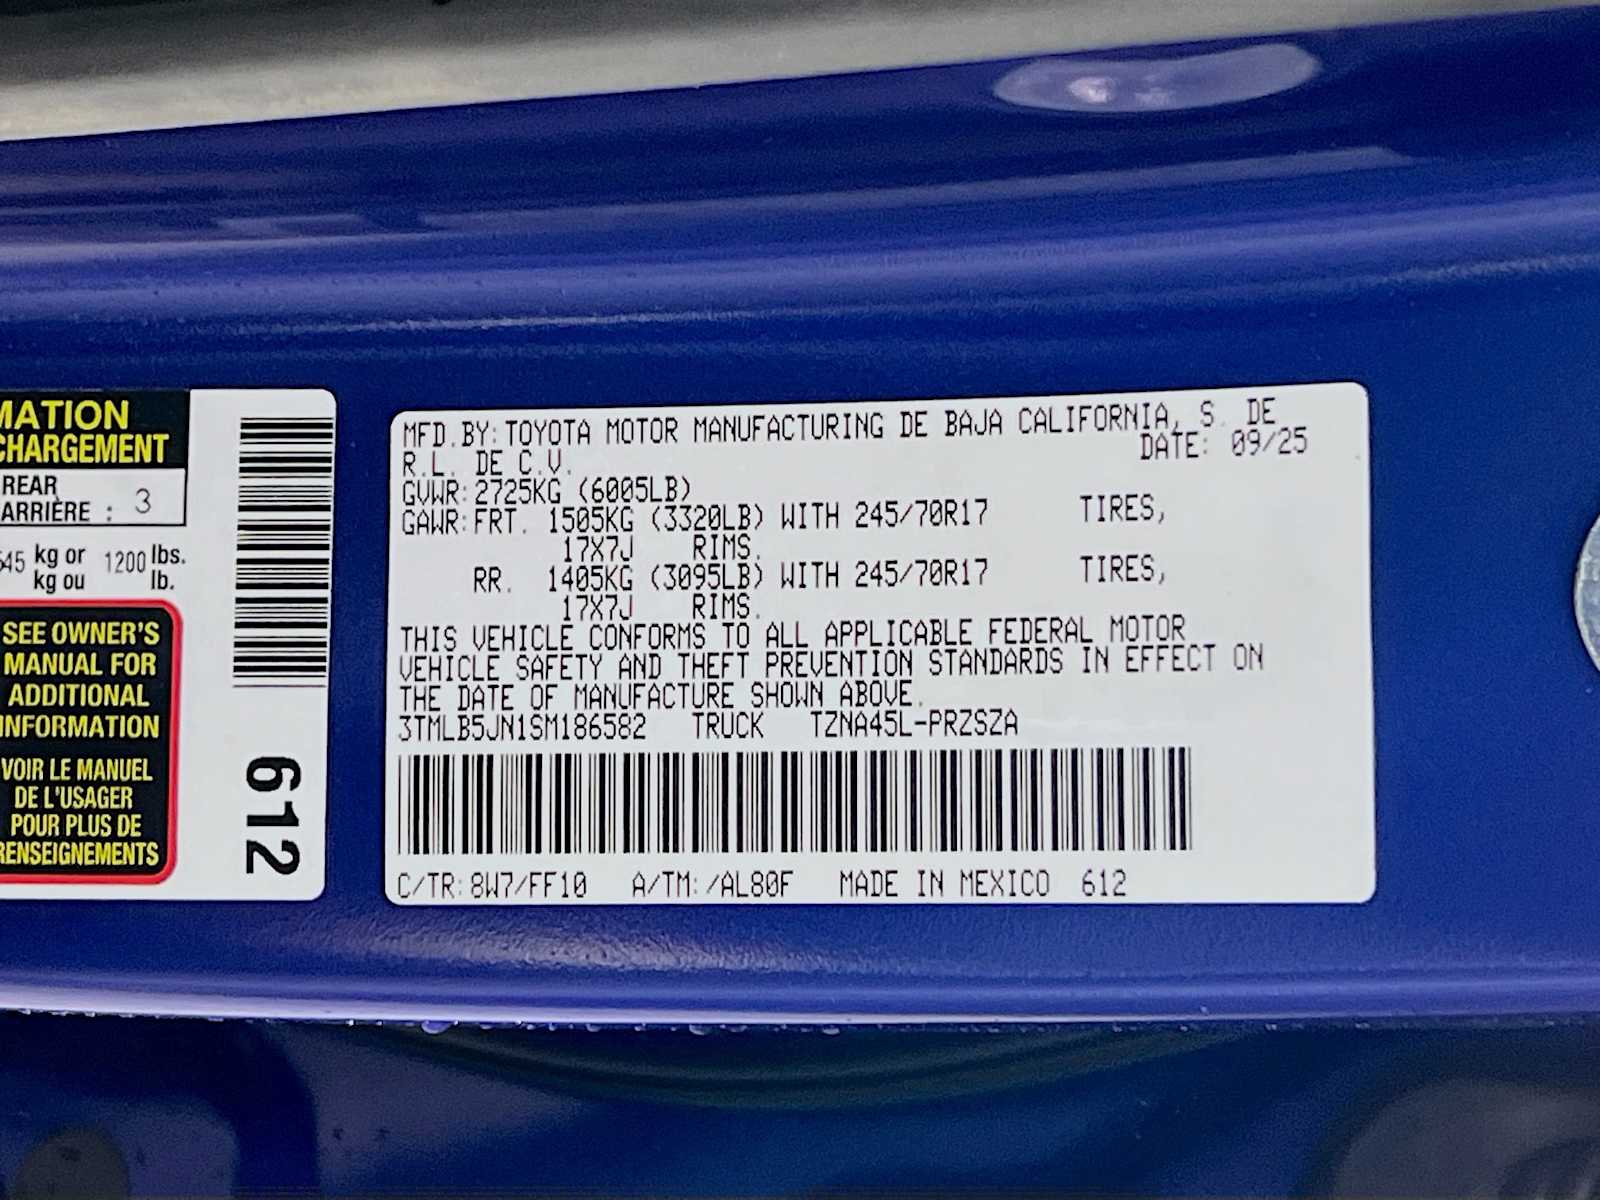 MATION
CHARGEMENT
REAR
ARRIÈRE : 3
545 kg or 1200 lbs.
kg ou lb.
SEE OWNER'S
MANUAL FOR
ADDITIONAL
INFORMATION
VOIR LE MANUEL
DE L'USAGER
POUR PLUS DE
RENSEIGNEMENTS
612
MFD.BY:TOYOTA MOTOR MANUFACTURING DE BAJA CALIFORNIA, S. DE
R.L. DE C.V. DATE: 09/25
GVWR:2725KG (6005LB)
GAWR:FRT. 1505KG (3320LB) WITH 245/70R17 TIRES,
17X7J RIMS.
RR. 1405KG (3095LB) WITH 245/70R17 TIRES,
17X7J RIMS.
THIS VEHICLE CONFORMS TO ALL APPLICABLE FEDERAL MOTOR
VEHICLE SAFETY AND THEFT PREVENTION STANDARDS IN EFFECT ON
THE DATE OF MANUFACTURE SHOWN ABOVE.
3TMLB5JN1SM186582 TRUCK TZNA45L-PRZSZA
C/TR:8W7/FF10 A/TM:/AL80F MADE IN MEXICO 612